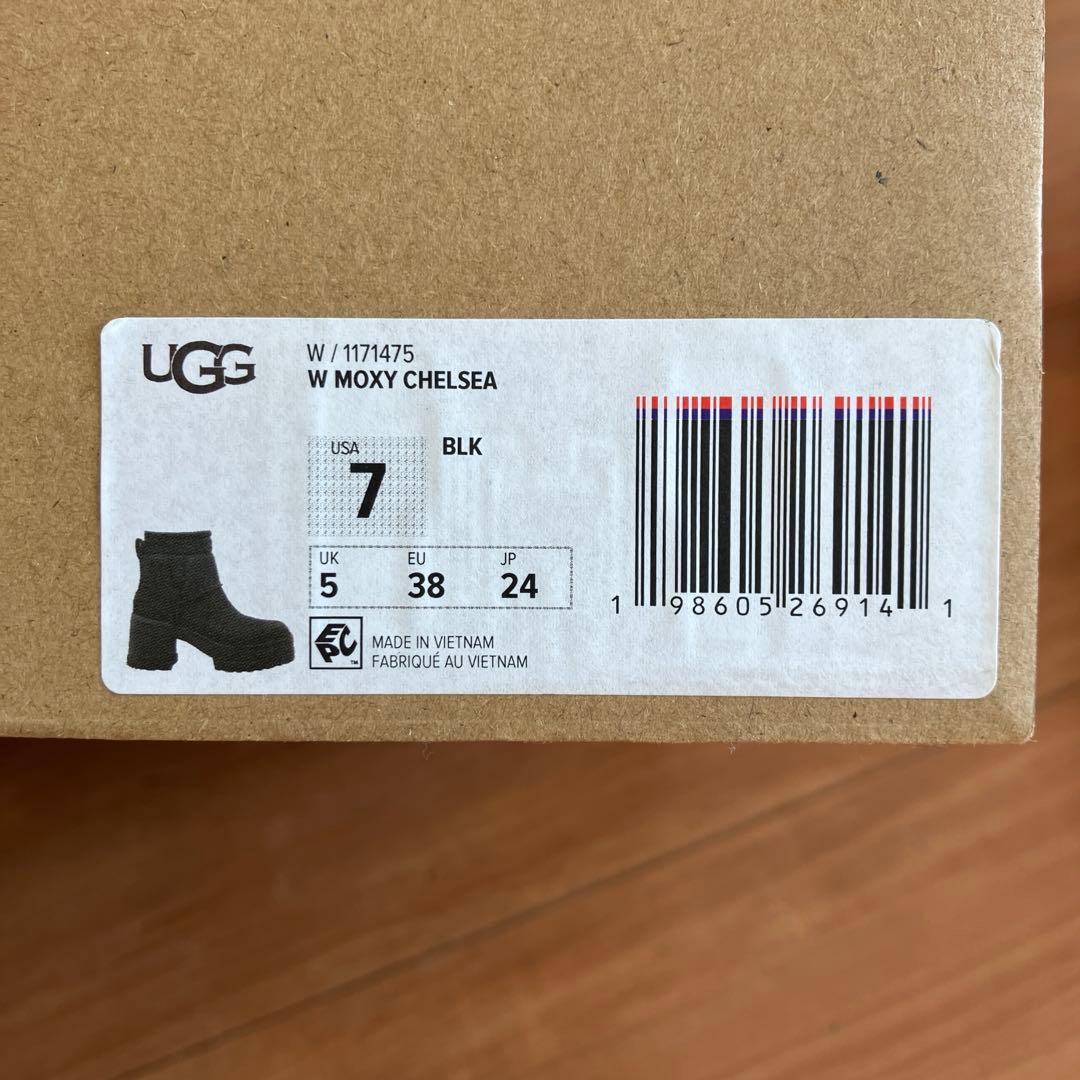 UGG
W / 1171475
W MOXY CHELSEA
USA
7
BLK
UK EU JP
5 38 24
EPC™
MADE IN VIETNAM
FABRIQUÉ AU VIETNAM
1 98605 26914 1